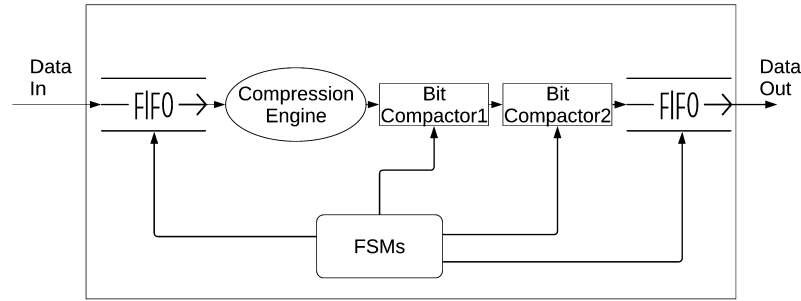 Data
In
FIFO
Compression
Engine
Bit
Compactor1
Bit
Compactor2
FIFO
Data
Out
FSMs